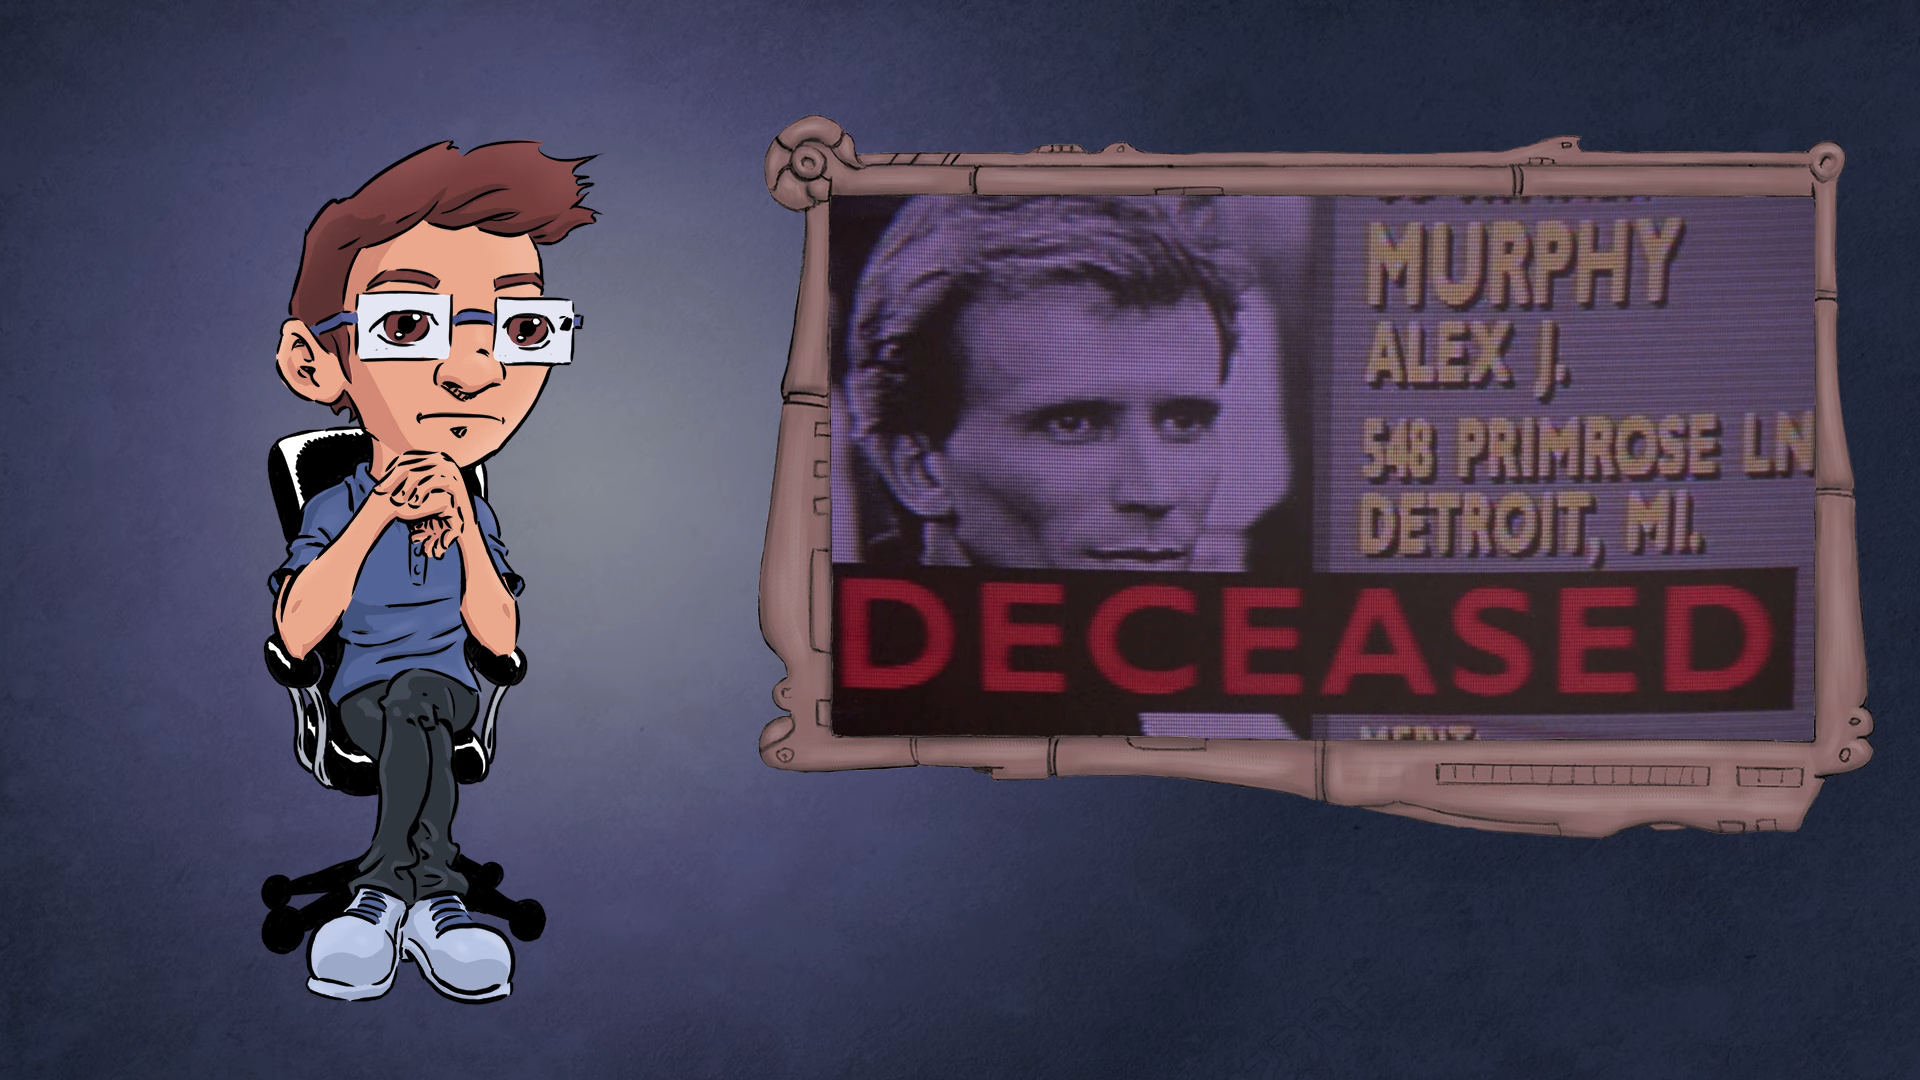 MURPHY
ALEX J.
548 PRIMROSE LN
DETROIT, MI.
DECEASED